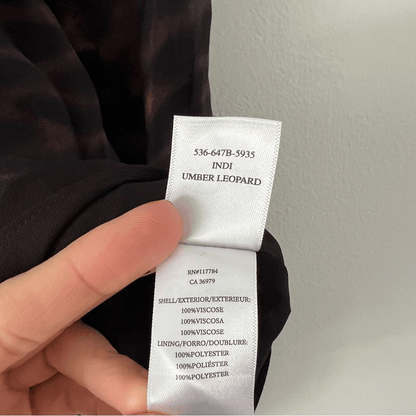 536-647B-5935
INDI
UMBER LEOPARD
RN#117784
CA 36979
SHELL/EXTERIOR/EXTERIEUR:
100%VISCOSE
100%VISCOSA
100%VISCOSE
LINING/FORRO/DOUBLURE:
100%POLYESTER
100%POLIÉSTER
100%POLYESTER